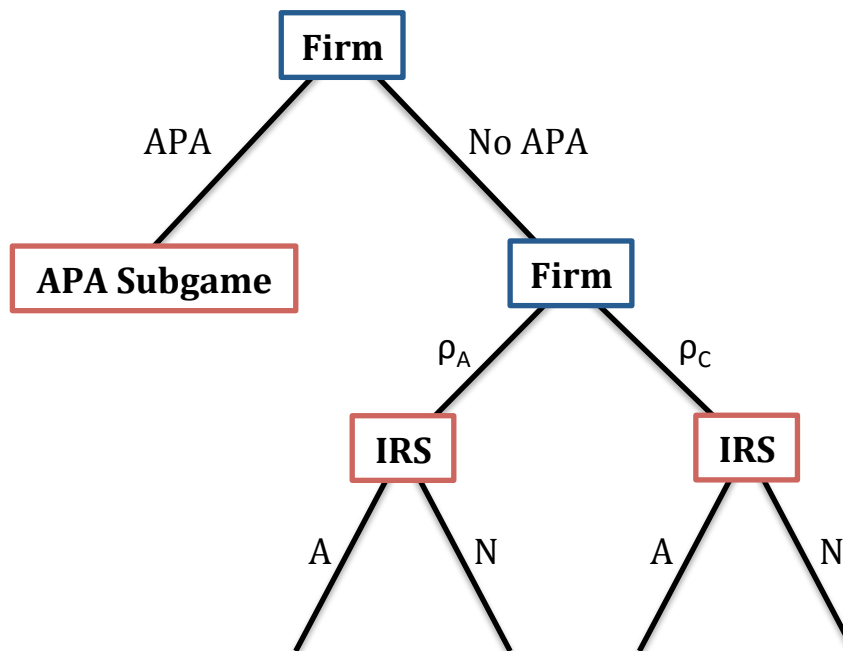 Firm
APA
No APA
APA Subgame
Firm
ρA
ρC
IRS
IRS
A
N
A
N